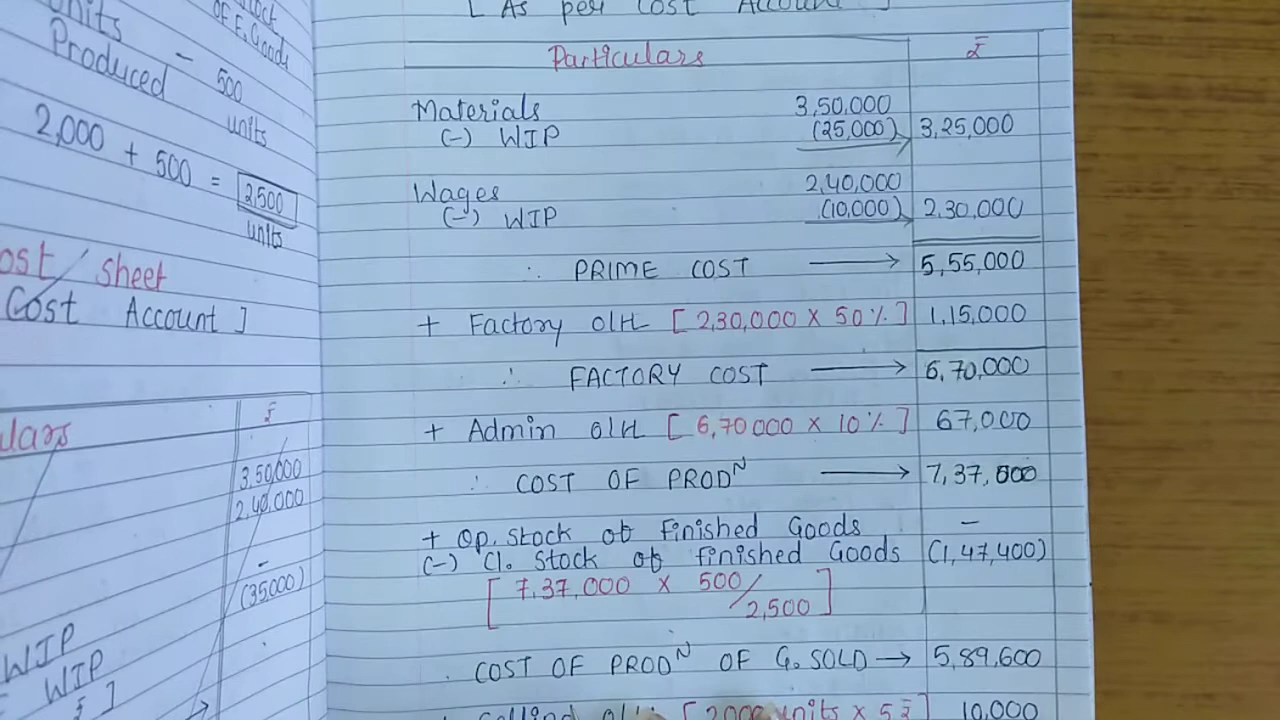 Units
Produced
-
500
units
OF F. Goods
2,000 + 500 = 2,500
units
Sheet
Cost Account ]
₹
3,50,000
2,40,000
-
(35000)
WIP
WIP
[ As per Cost Account ]
Particulars ₹
Materials 3,50,000
(-) WIP (25,000) 3,25,000
Wages 2,40,000
(-) WIP (10,000) 2,30,000
∴ PRIME COST → 5,55,000
+ Factory O/H [ 2,30,000 X 50% ] 1,15,000
∴ FACTORY COST → 6,70,000
+ Admin O/H [ 6,70000 X 10% ] 67,000
∴ COST OF PRODN → 7,37,000
+ Op. Stock of Finished Goods -
(-) Cl. Stock of finished Goods (1,47,400)
[ 7,37,000 X 500/2,500 ]
∴ COST OF PRODN OF G. SOLD → 5,89,600
+ Selling O/H [ 2000 units X 5₹ ] 10,000